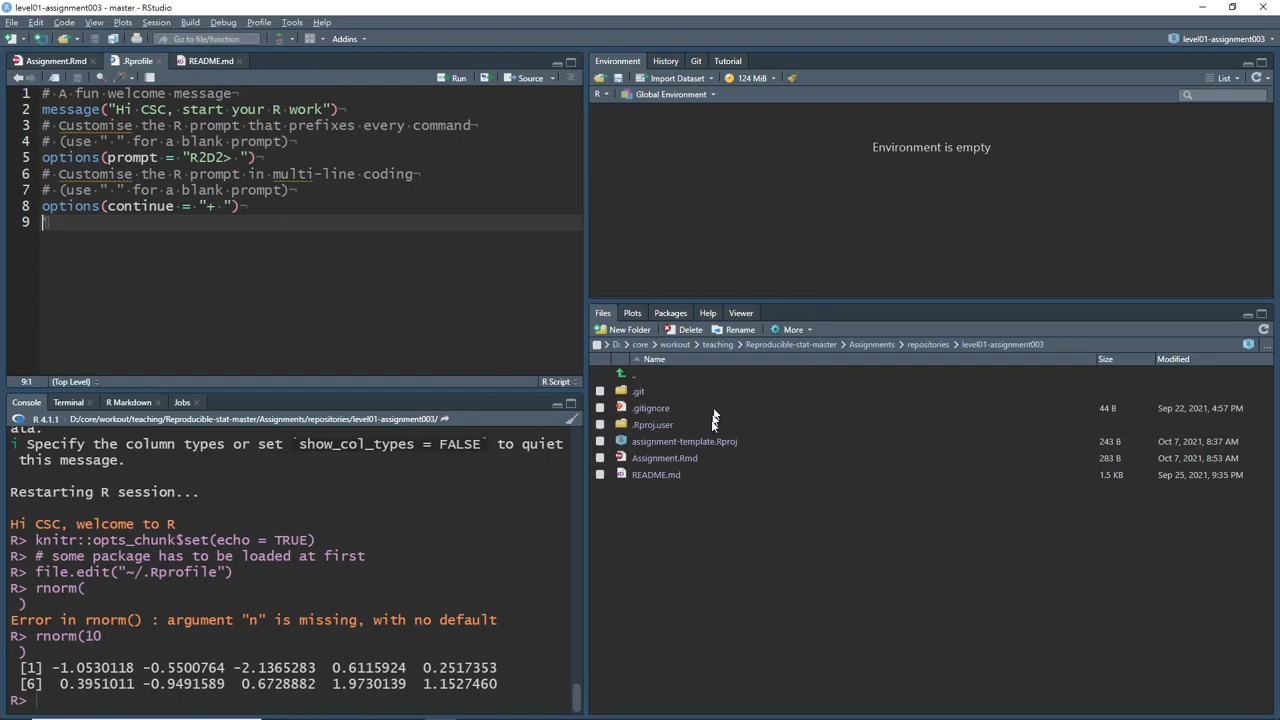 level01-assignment003 - master - RStudio
File Edit Code View Plots Session Build Debug Profile Tools Help
Go to file/function Addins level01-assignment003
Assignment.Rmd .Rprofile README.md
Run Source
1 # A fun welcome message
2 message("Hi CSC, start your R work")
3 # Customise the R prompt that prefixes every command
4 # (use " " for a blank prompt)
5 options(prompt = "R2D2> ")
6 # Customise the R prompt in multi-line coding
7 # (use " " for a blank prompt)
8 options(continue = "+ ")
9
9:1 (Top Level) R Script
Console Terminal R Markdown Jobs
R 4.1.1 · D:/core/workout/teaching/Reproducible-stat-master/Assignments/repositories/level01-assignment003/
ata.
i Specify the column types or set `show_col_types = FALSE` to quiet
this message.
Restarting R session...
Hi CSC, welcome to R
R> knitr::opts_chunk$set(echo = TRUE)
R> # some package has to be loaded at first
R> file.edit("~/.Rprofile")
R> rnorm(
)
Error in rnorm() : argument "n" is missing, with no default
R> rnorm(10
)
[1] -1.0530118 -0.5500764 -2.1365283 0.6115924 0.2517353
[6] 0.3951011 -0.9491589 0.6728882 1.9730139 1.1527460
R>
Environment History Git Tutorial
Import Dataset 124 MiB List
R Global Environment
Environment is empty
Files Plots Packages Help Viewer
New Folder Delete Rename More
D: core workout teaching Reproducible-stat-master Assignments repositories level01-assignment003 ...
Name Size Modified
..
.git
.gitignore 44 B Sep 22, 2021, 4:57 PM
.Rproj.user
assignment-template.Rproj 243 B Oct 7, 2021, 8:37 AM
Assignment.Rmd 283 B Oct 7, 2021, 8:53 AM
README.md 1.5 KB Sep 25, 2021, 9:35 PM